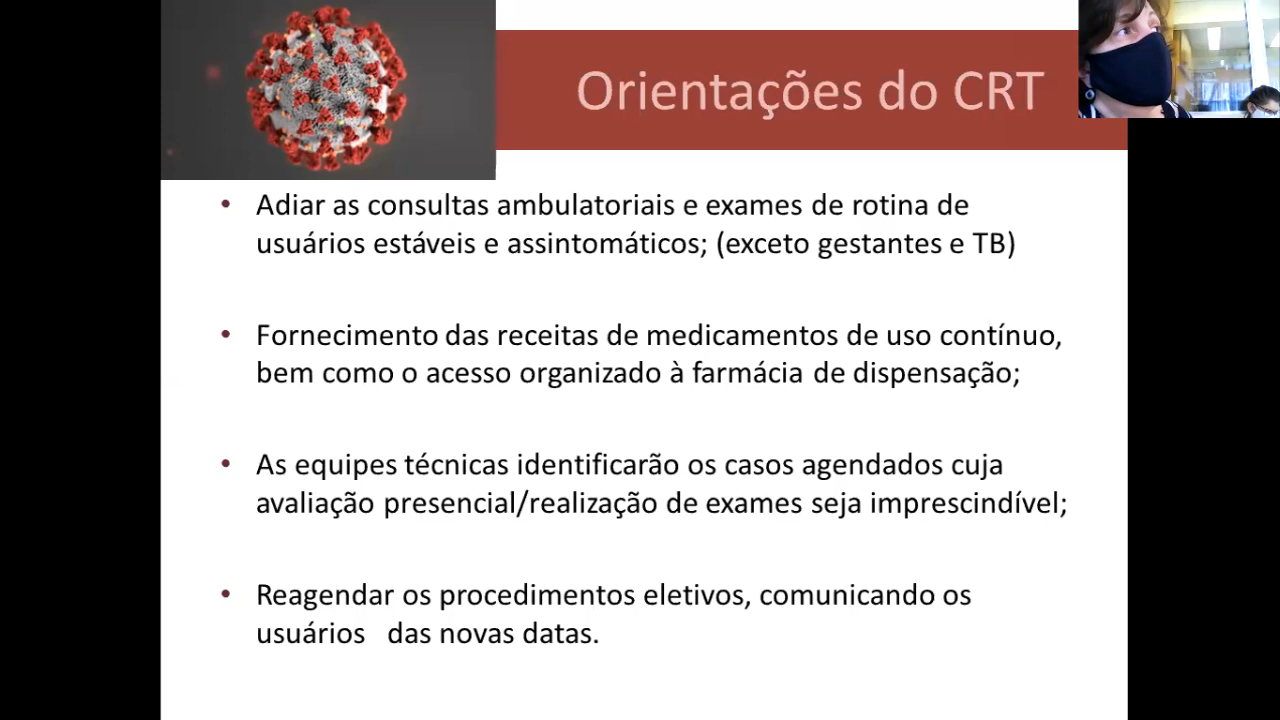 Orientações do CRT
• Adiar as consultas ambulatoriais e exames de rotina de
usuários estáveis e assintomáticos; (exceto gestantes e TB)
• Fornecimento das receitas de medicamentos de uso contínuo,
bem como o acesso organizado à farmácia de dispensação;
• As equipes técnicas identificarão os casos agendados cuja
avaliação presencial/realização de exames seja imprescindível;
• Reagendar os procedimentos eletivos, comunicando os
usuários das novas datas.